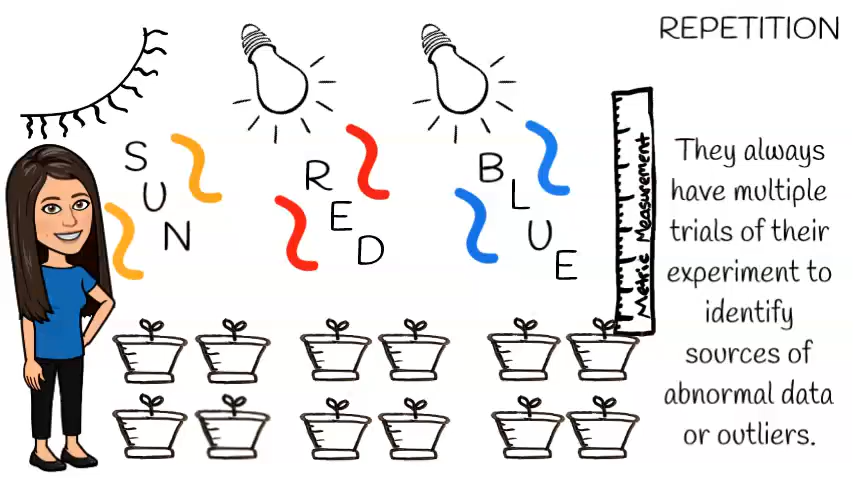 REPETITION
SUN
RED
BLUE
Metric Measurement
They always
have multiple
trials of their
experiment to
identify
sources of
abnormal data
or outliers.